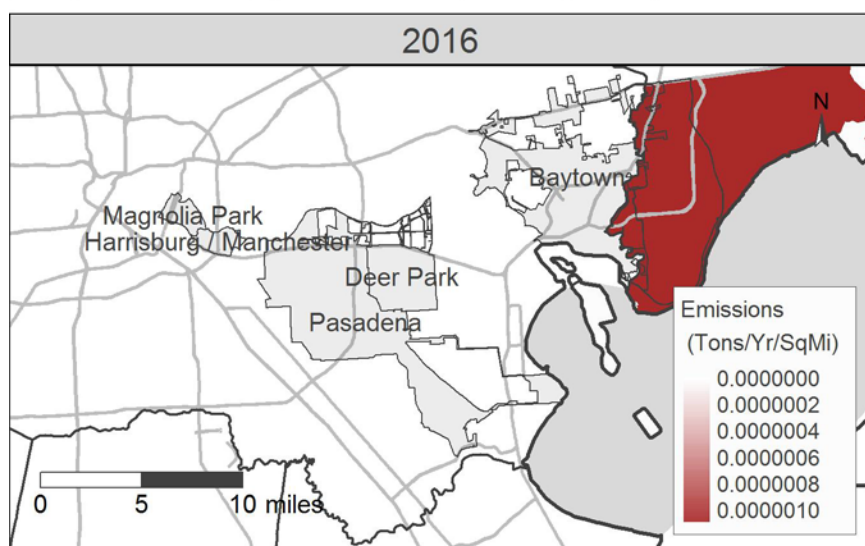 2016
N
Baytown
Magnolia Park
Harrisburg / Manchester
Deer Park
Pasadena
Emissions
(Tons/Yr/SqMi)
0.0000000
0.0000002
0.0000004
0.0000006
0.0000008
0.0000010
0 5 10 miles